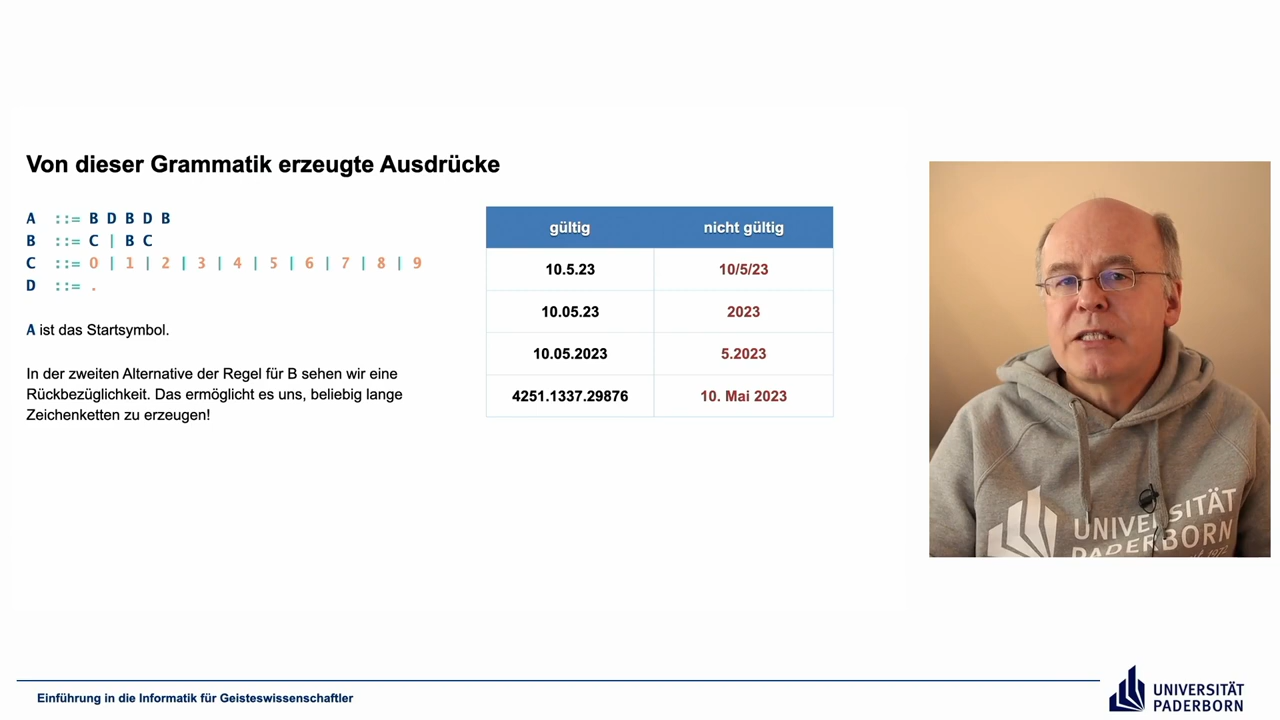 Von dieser Grammatik erzeugte Ausdrücke
A ::= B D B D B
B ::= C | B C
C ::= 0 | 1 | 2 | 3 | 4 | 5 | 6 | 7 | 8 | 9
D ::= .
A ist das Startsymbol.
In der zweiten Alternative der Regel für B sehen wir eine
Rückbezüglichkeit. Das ermöglicht es uns, beliebig lange
Zeichenketten zu erzeugen!
gültig nicht gültig
10.5.23 10/5/23
10.05.23 2023
10.05.2023 5.2023
4251.1337.29876 10. Mai 2023
UNIVERSITÄT
PADERBORN
Einführung in die Informatik für Geisteswissenschaftler
UNIVERSITÄT
PADERBORN